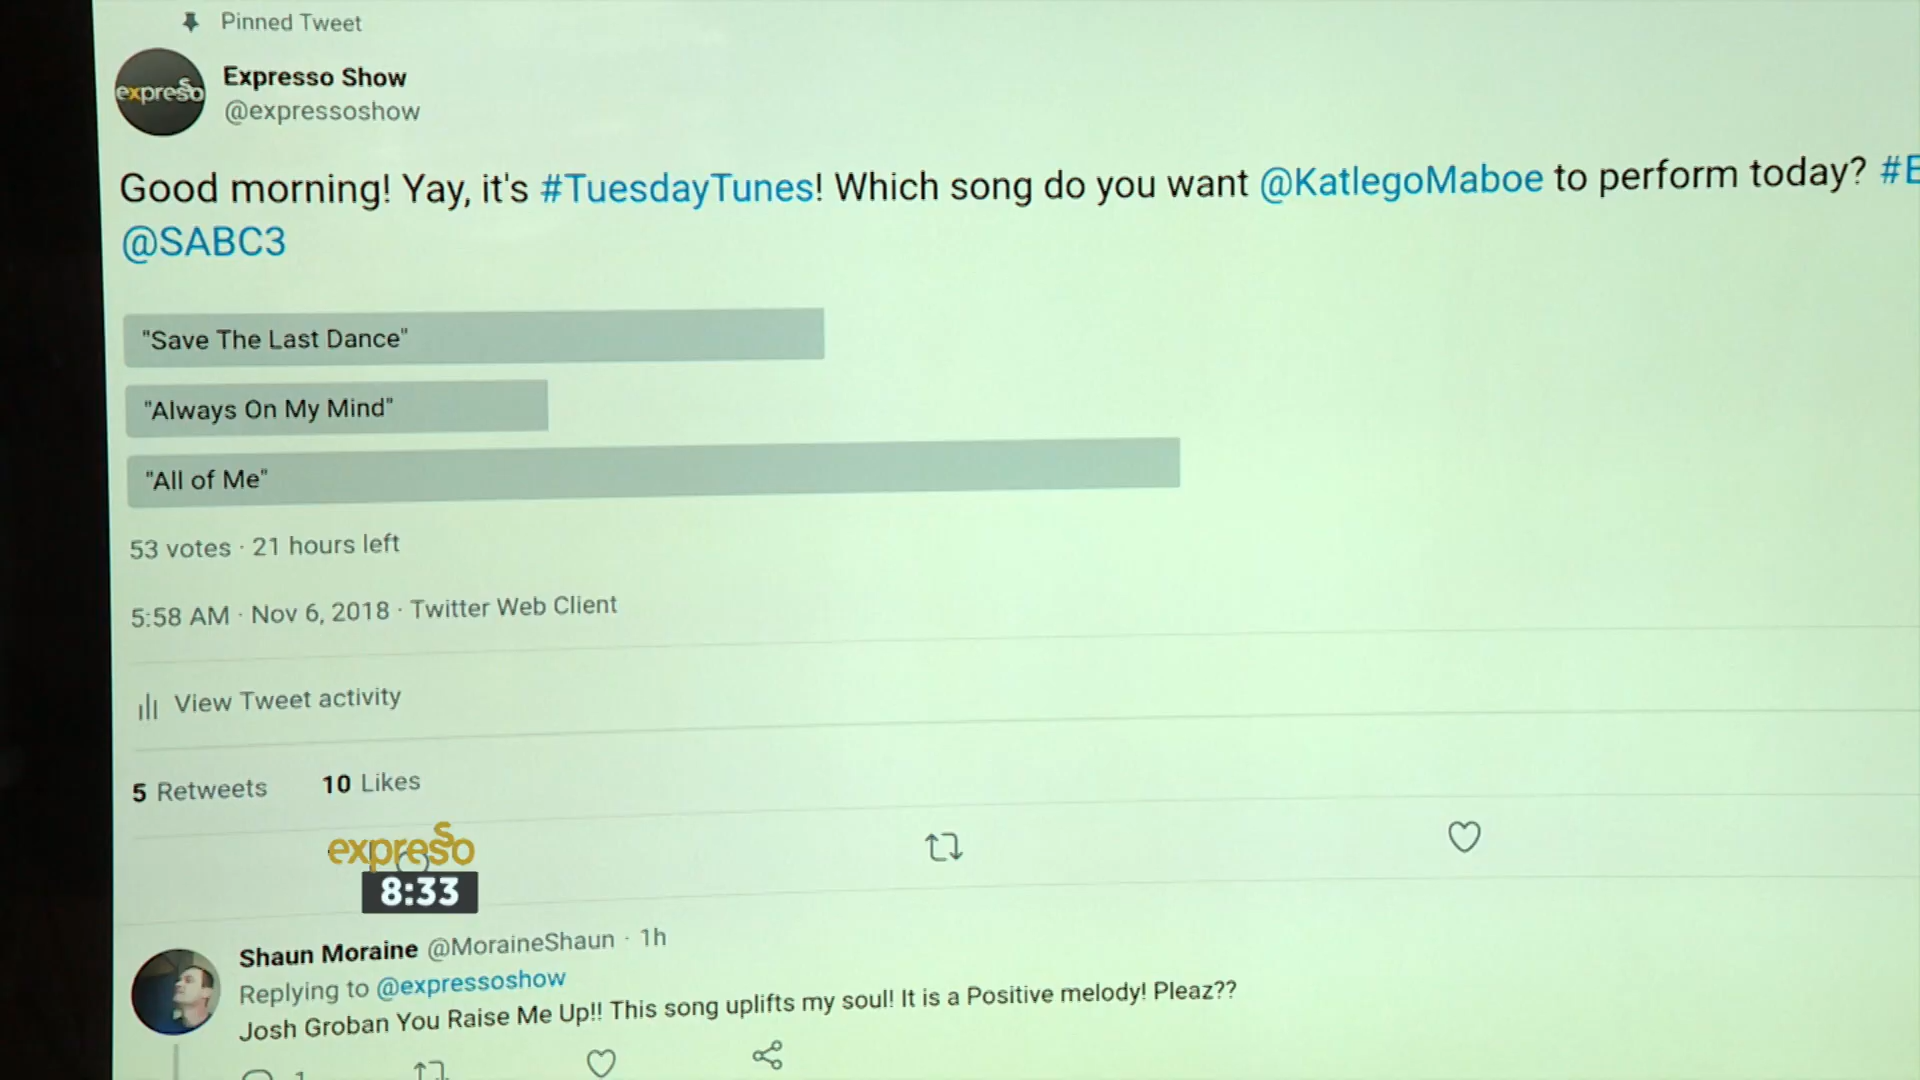 Pinned Tweet
expresso
Expresso Show
@expressoshow
Good morning! Yay, it's #TuesdayTunes! Which song do you want @KatlegoMaboe to perform today? #E
@SABC3
"Save The Last Dance"
"Always On My Mind"
"All of Me"
53 votes · 21 hours left
5:58 AM · Nov 6, 2018 · Twitter Web Client
View Tweet activity
5 Retweets 10 Likes
expresso
8:33
Shaun Moraine @MoraineShaun · 1h
Replying to @expressoshow
Josh Groban You Raise Me Up!! This song uplifts my soul! It is a Positive melody! Pleaz??
1